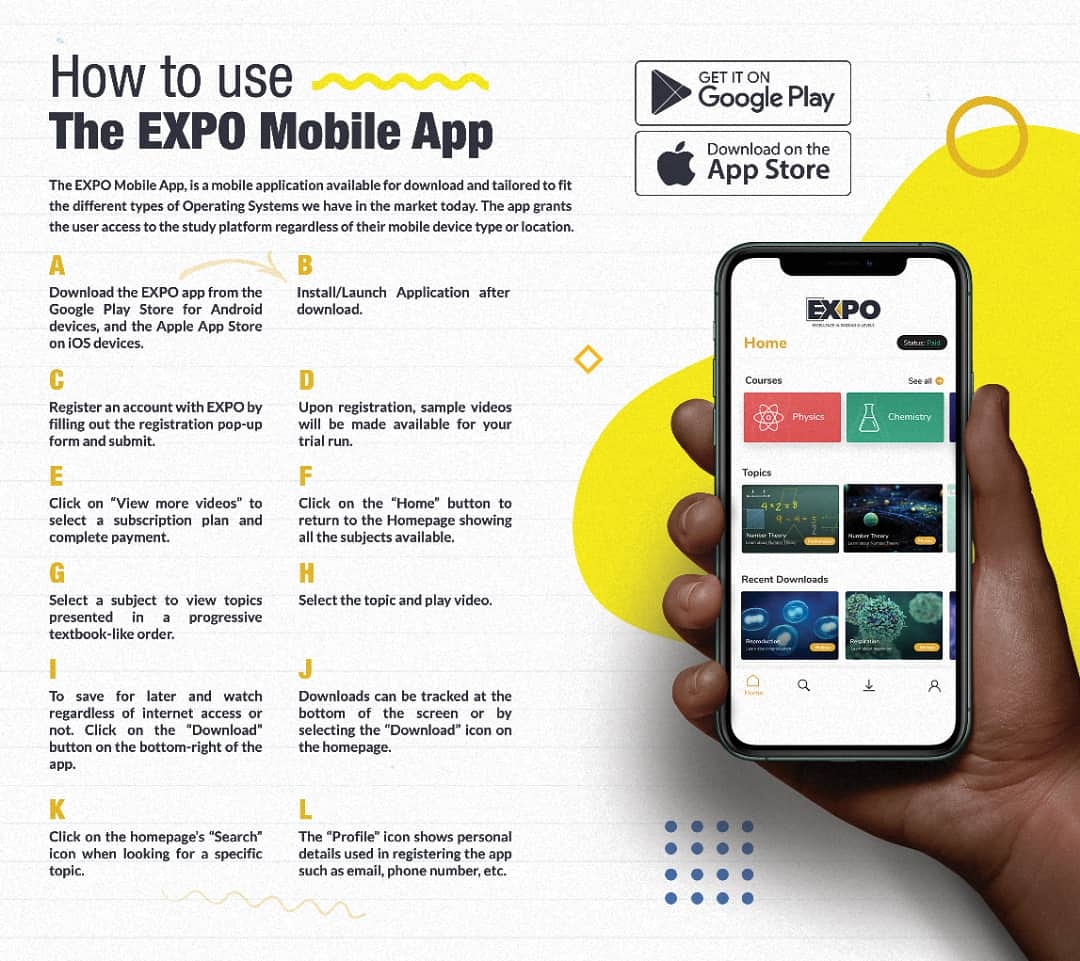 How to use
The EXPO Mobile App
The EXPO Mobile App, is a mobile application available for download and tailored to fit
the different types of Operating Systems we have in the market today. The app grants
the user access to the study platform regardless of their mobile device type or location.
GET IT ON
Google Play
Download on the
App Store
A
Download the EXPO app from the
Google Play Store for Android
devices, and the Apple App Store
on iOS devices.
B
Install/Launch Application after
download.
C
Register an account with EXPO by
filling out the registration pop-up
form and submit.
D
Upon registration, sample videos
will be made available for your
trial run.
E
Click on “View more videos” to
select a subscription plan and
complete payment.
F
Click on the “Home” button to
return to the Homepage showing
all the subjects available.
G
Select a subject to view topics
presented in a progressive
textbook-like order.
H
Select the topic and play video.
I
To save for later and watch
regardless of internet access or
not. Click on the “Download”
button on the bottom-right of the
app.
J
Downloads can be tracked at the
bottom of the screen or by
selecting the “Download” icon on
the homepage.
K
Click on the homepage’s “Search”
icon when looking for a specific
topic.
L
The “Profile” icon shows personal
details used in registering the app
such as email, phone number, etc.
EXPO
Home
Status: Paid
Courses
See all
Physics
Chemistry
Topics
Number Theory
Learn about Number Theory
Number Theory
Learn about Number Theory
Recent Downloads
Reproduction
Respiration
Home